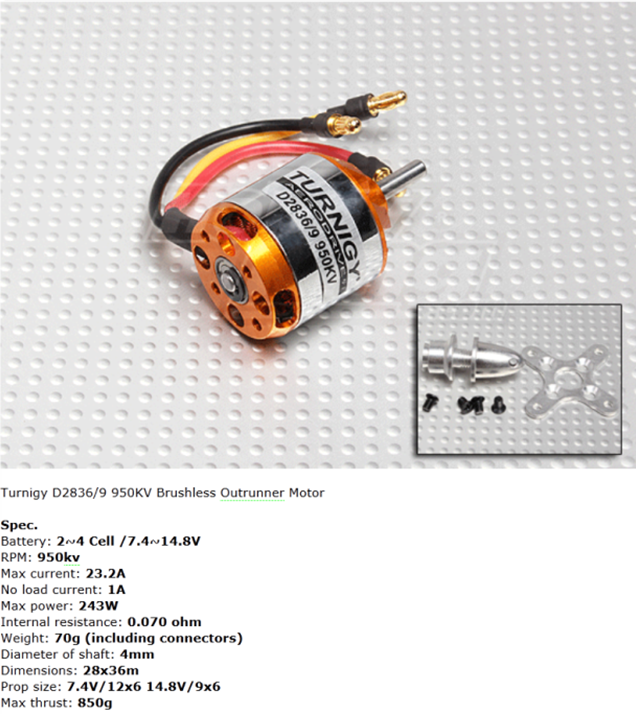 TURNIGY
AERODRIVE
D2836/9 950KV
Turnigy D2836/9 950KV Brushless Outrunner Motor
Spec.
Battery: 2~4 Cell /7.4~14.8V
RPM: 950kv
Max current: 23.2A
No load current: 1A
Max power: 243W
Internal resistance: 0.070 ohm
Weight: 70g (including connectors)
Diameter of shaft: 4mm
Dimensions: 28x36m
Prop size: 7.4V/12x6 14.8V/9x6
Max thrust: 850g